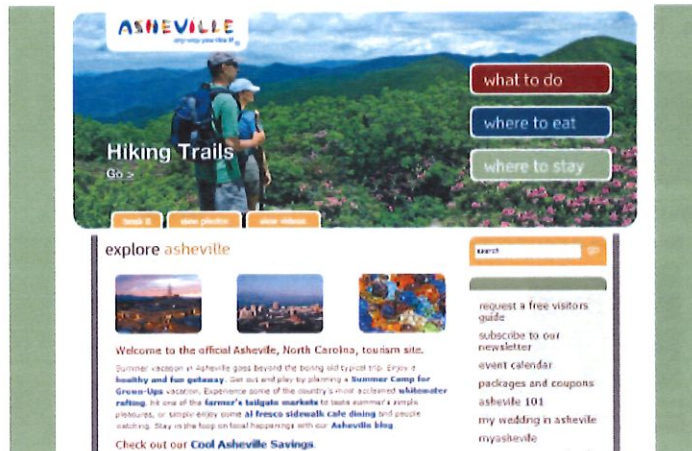 ASHEVILLE
any way you like it
what to do
where to eat
Hiking Trails
where to stay
Go >
book it
view photos
view videos
explore asheville
search
GO
request a free visitors
guide
subscribe to our
newsletter
event calendar
packages and coupons
asheville 101
my wedding in asheville
myasheville
Welcome to the official Asheville, North Carolina, tourism site.
Summer vacation in Asheville goes beyond the boring old typical trip. Enjoy a
healthy and fun getaway. Get out and play by planning a Summer Camp for
Grown-Ups vacation. Experience some of the country's most acclaimed whitewater
rafting, hit one of the farmer's tailgate markets to taste summer's simple
pleasures, or simply enjoy some al fresco sidewalk cafe dining and people
watching. Stay in the loop on local happenings with our Asheville blog.
Check out our Cool Asheville Savings.